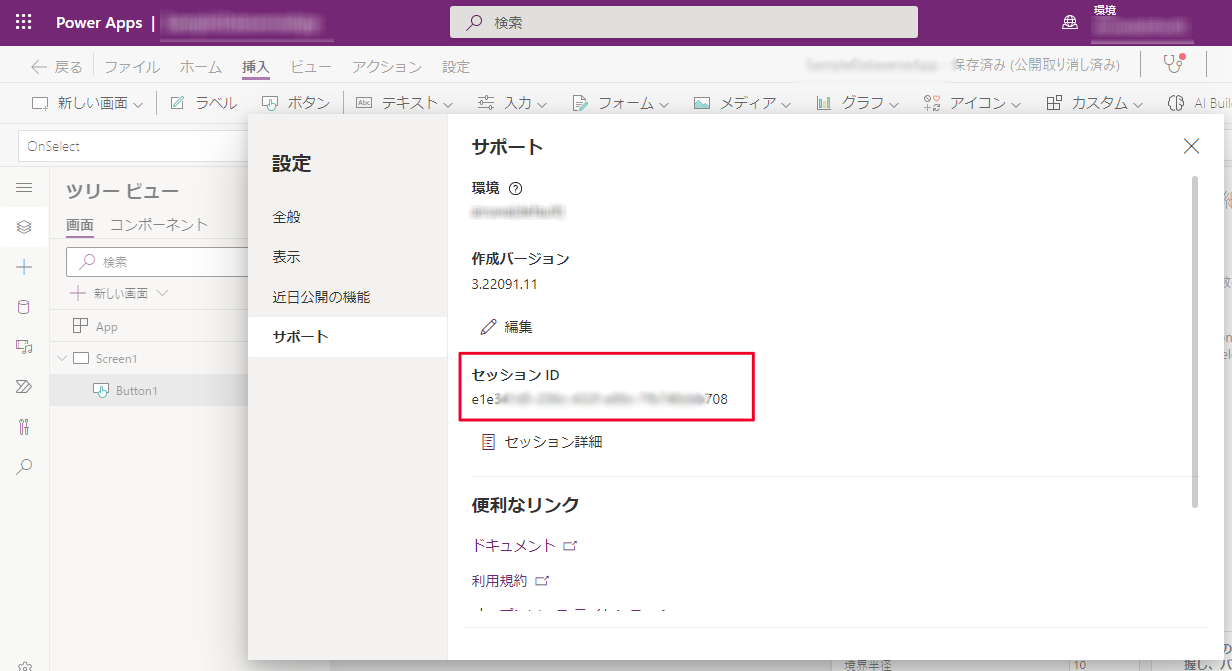 Power Apps |
検索
環境
戻る ファイル ホーム 挿入 ビュー アクション 設定
保存済み (公開取り消し済み)
新しい画面 ラベル ボタン Abc テキスト 入力 フォーム メディア グラフ アイコン カスタム AI Buil
OnSelect
ツリー ビュー
画面 コンポーネント
検索
新しい画面
App
Screen1
Button1
設定
全般
表示
近日公開の機能
サポート
サポート
環境
作成バージョン
3.22091.11
編集
セッション ID
e1e
708
セッション詳細
便利なリンク
ドキュメント
利用規約
境界半径
10